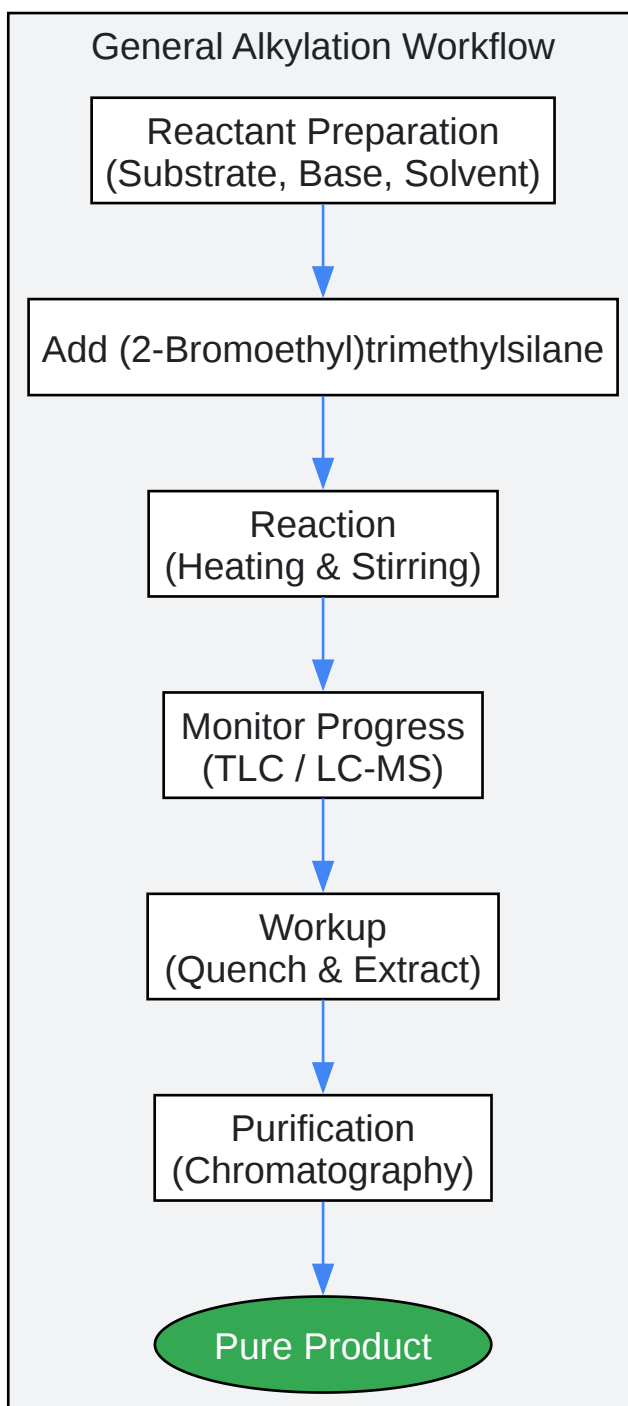 General Alkylation Workflow
Reactant Preparation
(Substrate, Base, Solvent)
Add (2-Bromoethyl)trimethylsilane
Reaction
(Heating & Stirring)
Monitor Progress
(TLC / LC-MS)
Workup
(Quench & Extract)
Purification
(Chromatography)
Pure Product